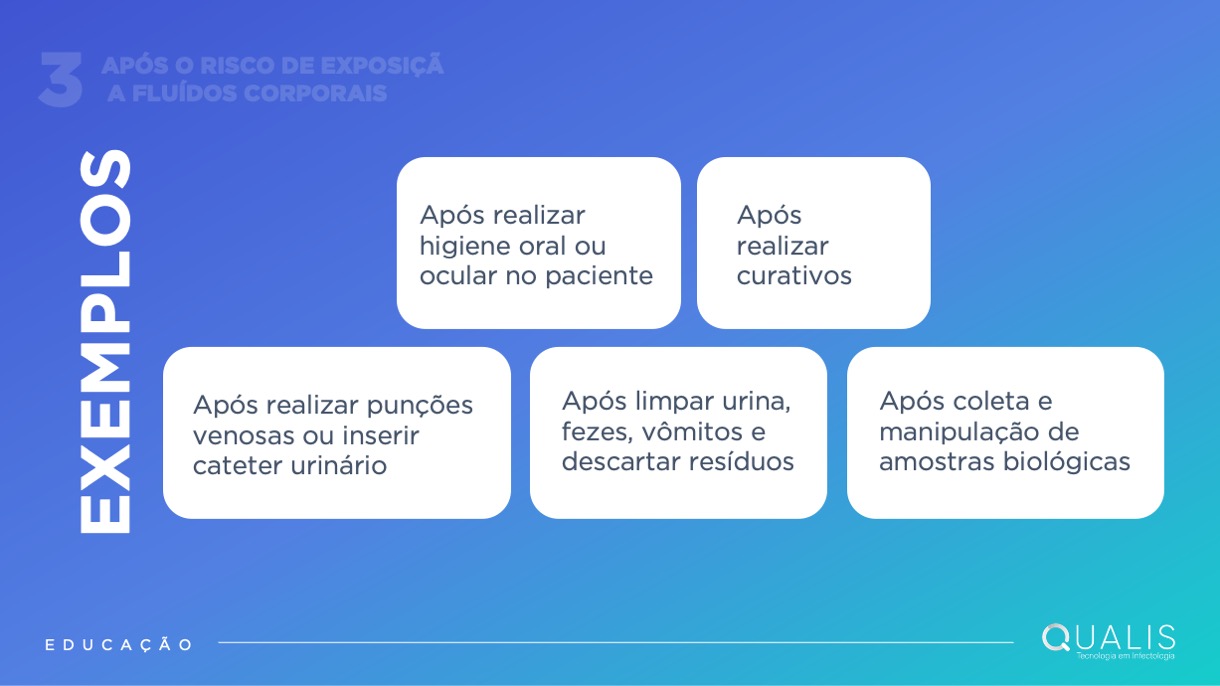 3
APÓS O RISCO DE EXPOSIÇÃ
A FLUÍDOS CORPORAIS
EXEMPLOS
Após realizar
higiene oral ou
ocular no paciente
Após
realizar
curativos
Após realizar punções
venosas ou inserir
cateter urinário
Após limpar urina,
fezes, vômitos e
descartar resíduos
Após coleta e
manipulação de
amostras biológicas
EDUCAÇÃO
QUALIS
Tecnologia em Infectologia